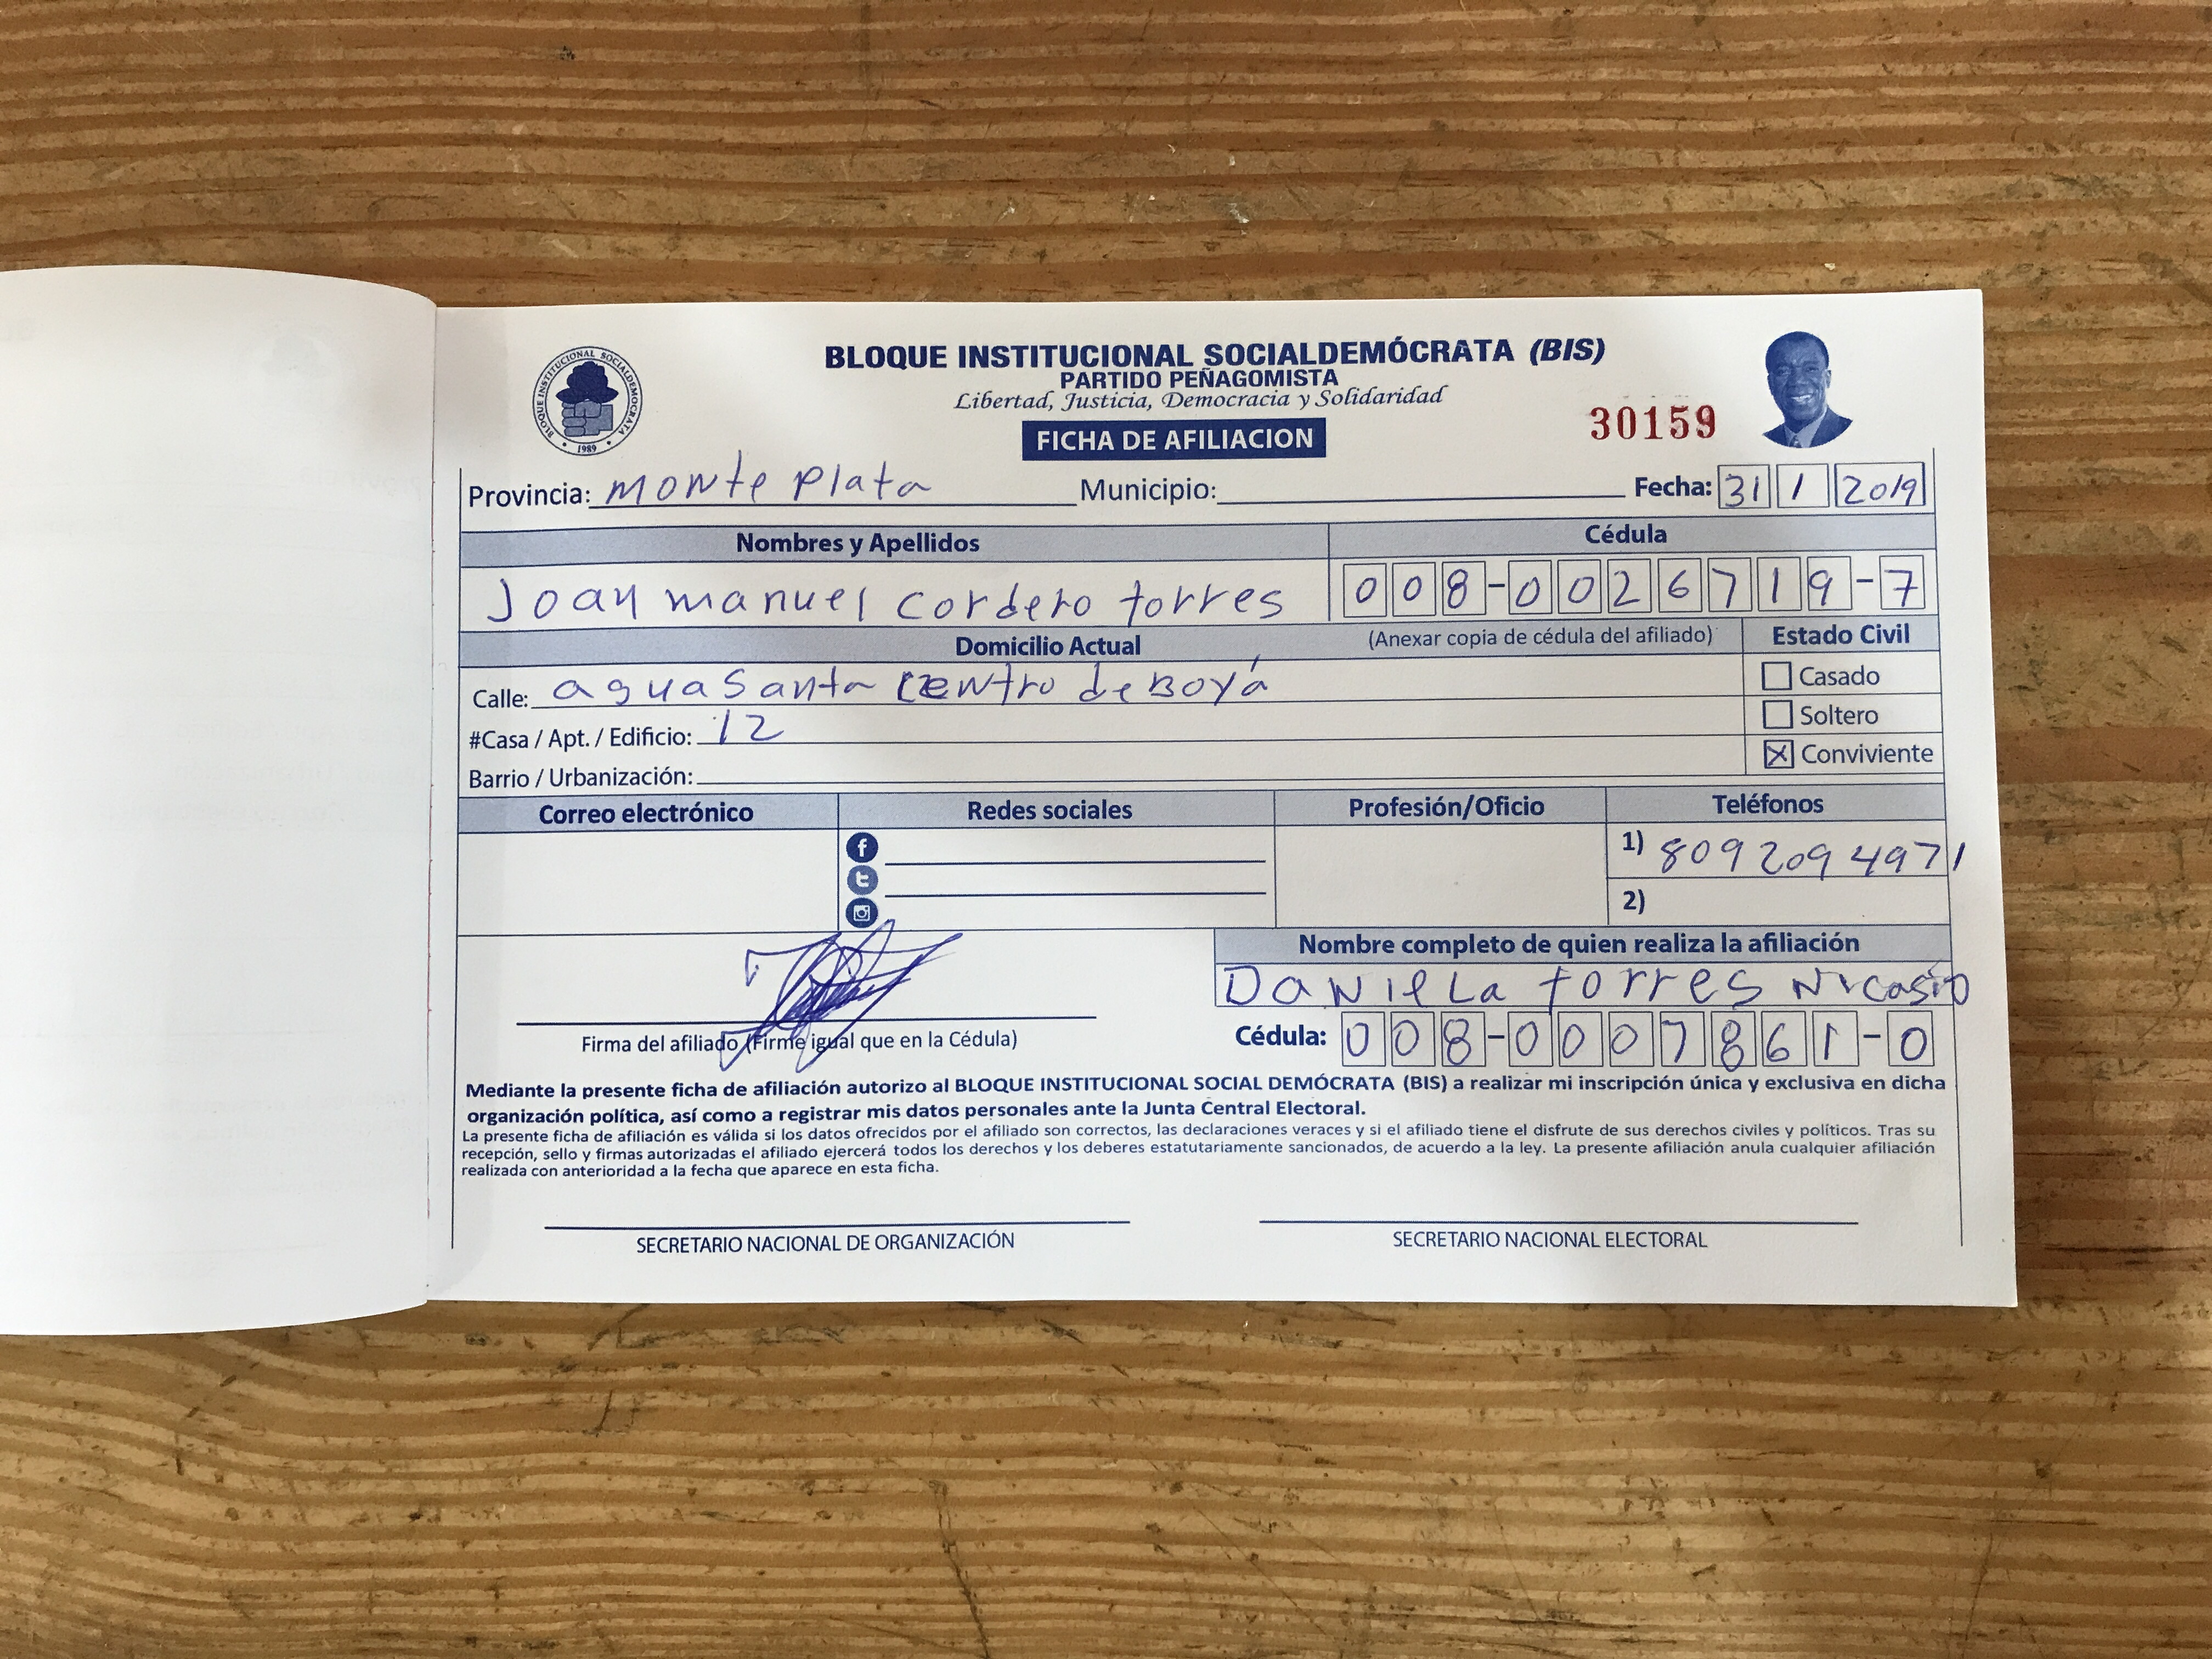 BLOQUE INSTITUCIONAL SOCIALDEMÓCRATA (BIS)
PARTIDO PEÑAGOMISTA
Libertad, Justicia, Democracia y Solidaridad
BLOQUE INSTITUCIONAL SOCIALDEMOCRATA
1989
FICHA DE AFILIACION
30159
Provincia: monte plata Municipio: Fecha: 31 1 2019
Nombres y Apellidos Cédula
Joan manuel cordero torres 008-0026719-7
Domicilio Actual (Anexar copia de cédula del afiliado) Estado Civil
Calle: agua Santa centro de Boyá
Casado
#Casa / Apt. / Edificio: 12
Soltero
Barrio / Urbanización:
Conviviente
Correo electrónico Redes sociales Profesión/Oficio Teléfonos
1) 809 209 4971
2)
Nombre completo de quien realiza la afiliación
Daniela torres Nicasio
Firma del afiliado (Firme igual que en la Cédula) Cédula: 008-0007861-0
Mediante la presente ficha de afiliación autorizo al BLOQUE INSTITUCIONAL SOCIAL DEMÓCRATA (BIS) a realizar mi inscripción única y exclusiva en dicha
organización política, así como a registrar mis datos personales ante la Junta Central Electoral.
La presente ficha de afiliación es válida si los datos ofrecidos por el afiliado son correctos, las declaraciones veraces y si el afiliado tiene el disfrute de sus derechos civiles y políticos. Tras su
recepción, sello y firmas autorizadas el afiliado ejercerá todos los derechos y los deberes estatutariamente sancionados, de acuerdo a la ley. La presente afiliación anula cualquier afiliación
realizada con anterioridad a la fecha que aparece en esta ficha.
SECRETARIO NACIONAL DE ORGANIZACIÓN SECRETARIO NACIONAL ELECTORAL